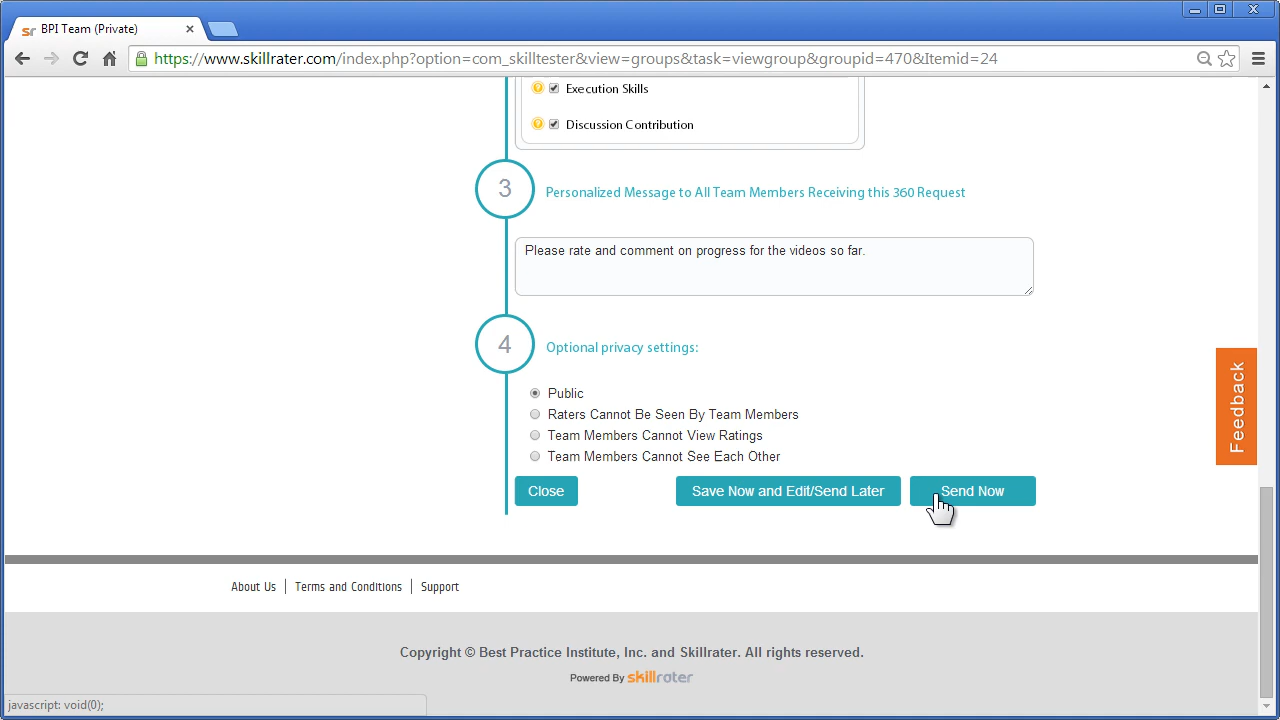 sr BPI Team (Private)
https://www.skillrater.com/index.php?option=com_skilltester&view=groups&task=viewgroup&groupid=470&Itemid=24
? Execution Skills
? Discussion Contribution
3 Personalized Message to All Team Members Receiving this 360 Request
Please rate and comment on progress for the videos so far.
4 Optional privacy settings:
Public
Raters Cannot Be Seen By Team Members
Team Members Cannot View Ratings
Team Members Cannot See Each Other
Close Save Now and Edit/Send Later Send Now
Feedback
About Us Terms and Conditions Support
Copyright © Best Practice Institute, Inc. and Skillrater. All rights reserved.
Powered By skillrater
javascript: void(0);